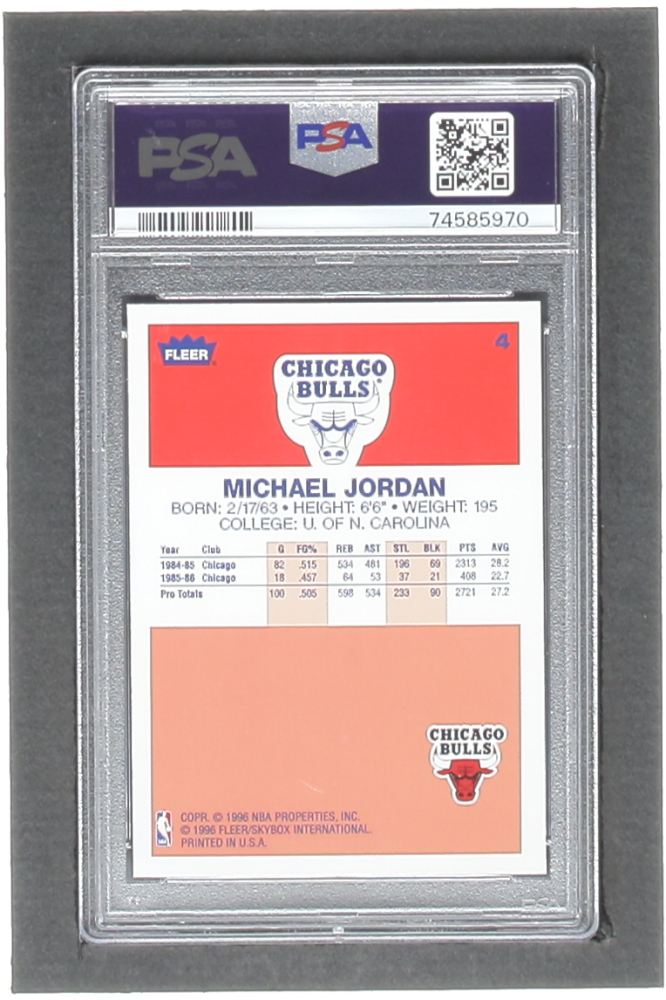 PSA
PSA
74585970
FLEER
4
CHICAGO
BULLS
MICHAEL JORDAN
BORN: 2/17/63 • HEIGHT: 6'6" • WEIGHT: 195
COLLEGE: U. OF N. CAROLINA
Year Club G FG% REB AST STL BLK PTS AVG
1984-85 Chicago 82 .515 534 481 196 69 2313 28.2
1985-86 Chicago 18 .457 64 53 37 21 408 22.7
Pro Totals 100 .505 598 534 233 90 2721 27.2
CHICAGO
BULLS
COPR. © 1996 NBA PROPERTIES, INC.
© 1996 FLEER/SKYBOX INTERNATIONAL.
PRINTED IN U.S.A.
PSA